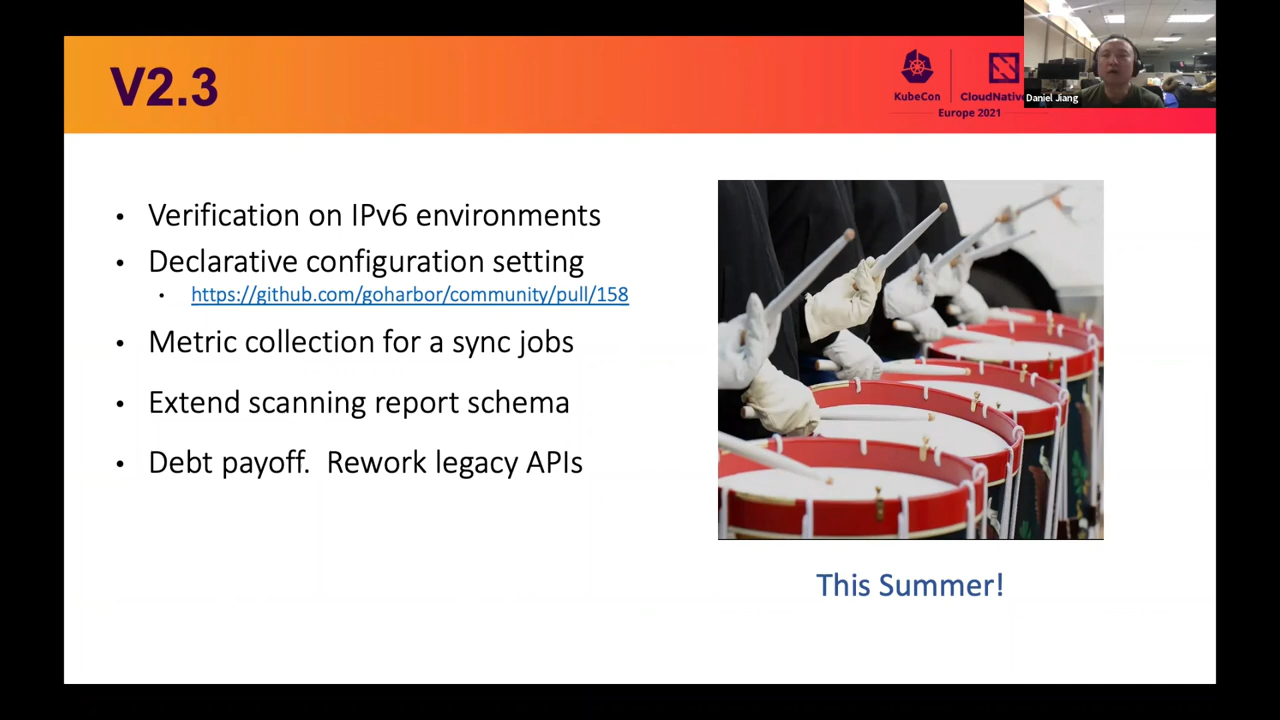 V2.3
KubeCon
CloudNative
Europe 2021
Daniel Jiang
Verification on IPv6 environments
Declarative configuration setting
https://github.com/goharbor/community/pull/158
Metric collection for a sync jobs
Extend scanning report schema
Debt payoff. Rework legacy APIs
This Summer!